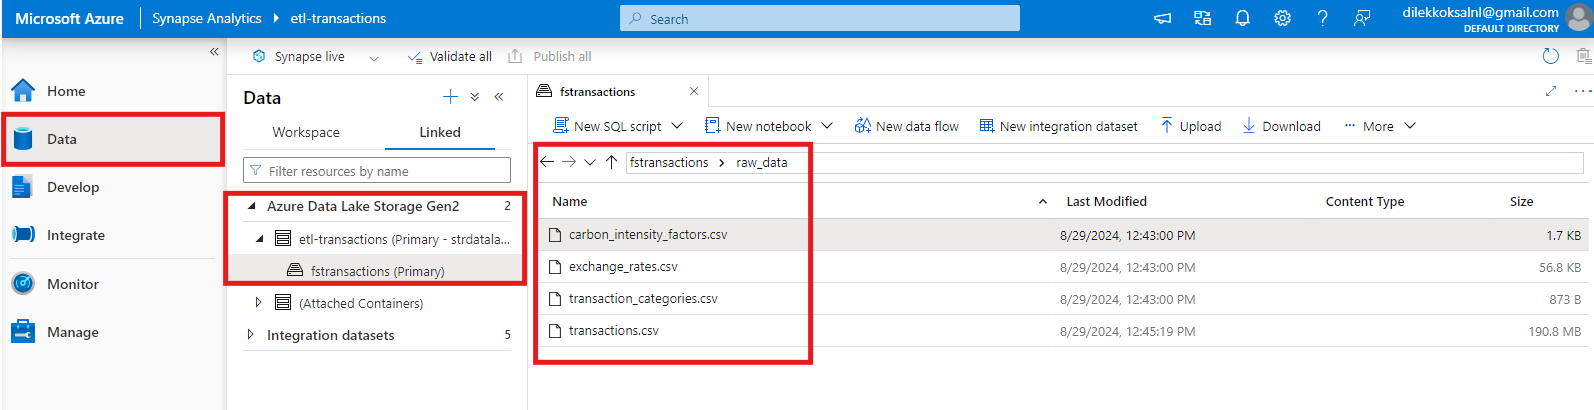 Microsoft Azure Synapse Analytics etl-transactions Search dilekkoksalnl@gmail.com
DEFAULT DIRECTORY
Synapse live Validate all Publish all
Home
Data
Develop
Integrate
Monitor
Manage
Data
Workspace Linked
Filter resources by name
Azure Data Lake Storage Gen2 2
etl-transactions (Primary - strdatala...
fstransactions (Primary)
(Attached Containers)
Integration datasets 5
fstransactions
New SQL script New notebook New data flow New integration dataset Upload Download More
fstransactions raw_data
Name Last Modified Content Type Size
carbon_intensity_factors.csv 8/29/2024, 12:43:00 PM 1.7 KB
exchange_rates.csv 8/29/2024, 12:43:00 PM 56.8 KB
transaction_categories.csv 8/29/2024, 12:43:00 PM 873 B
transactions.csv 8/29/2024, 12:45:19 PM 190.8 MB